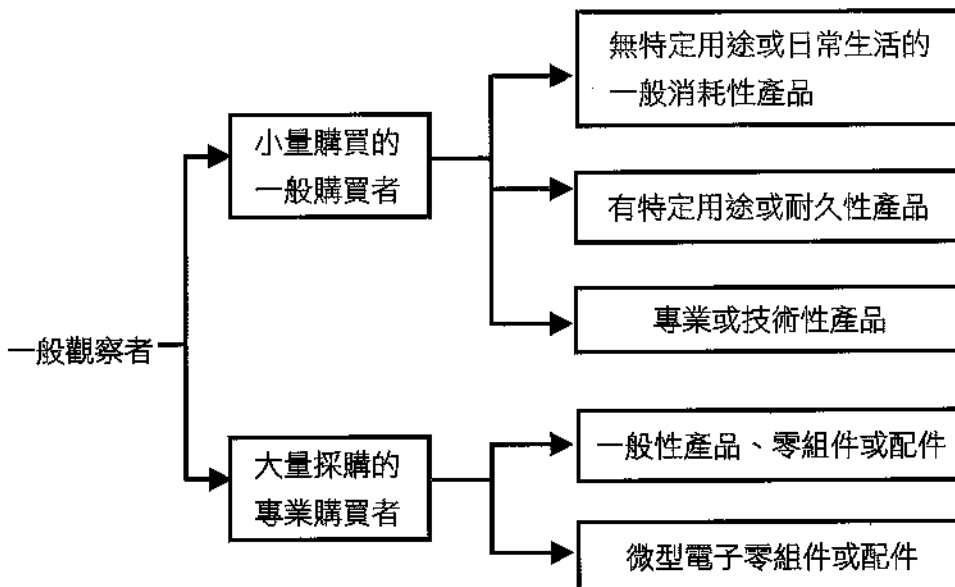 一般觀察者
小量購買的
一般購買者
無特定用途或日常生活的
一般消耗性產品
有特定用途或耐久性產品
專業或技術性產品
大量採購的
專業購買者
一般性產品、零組件或配件
微型電子零組件或配件